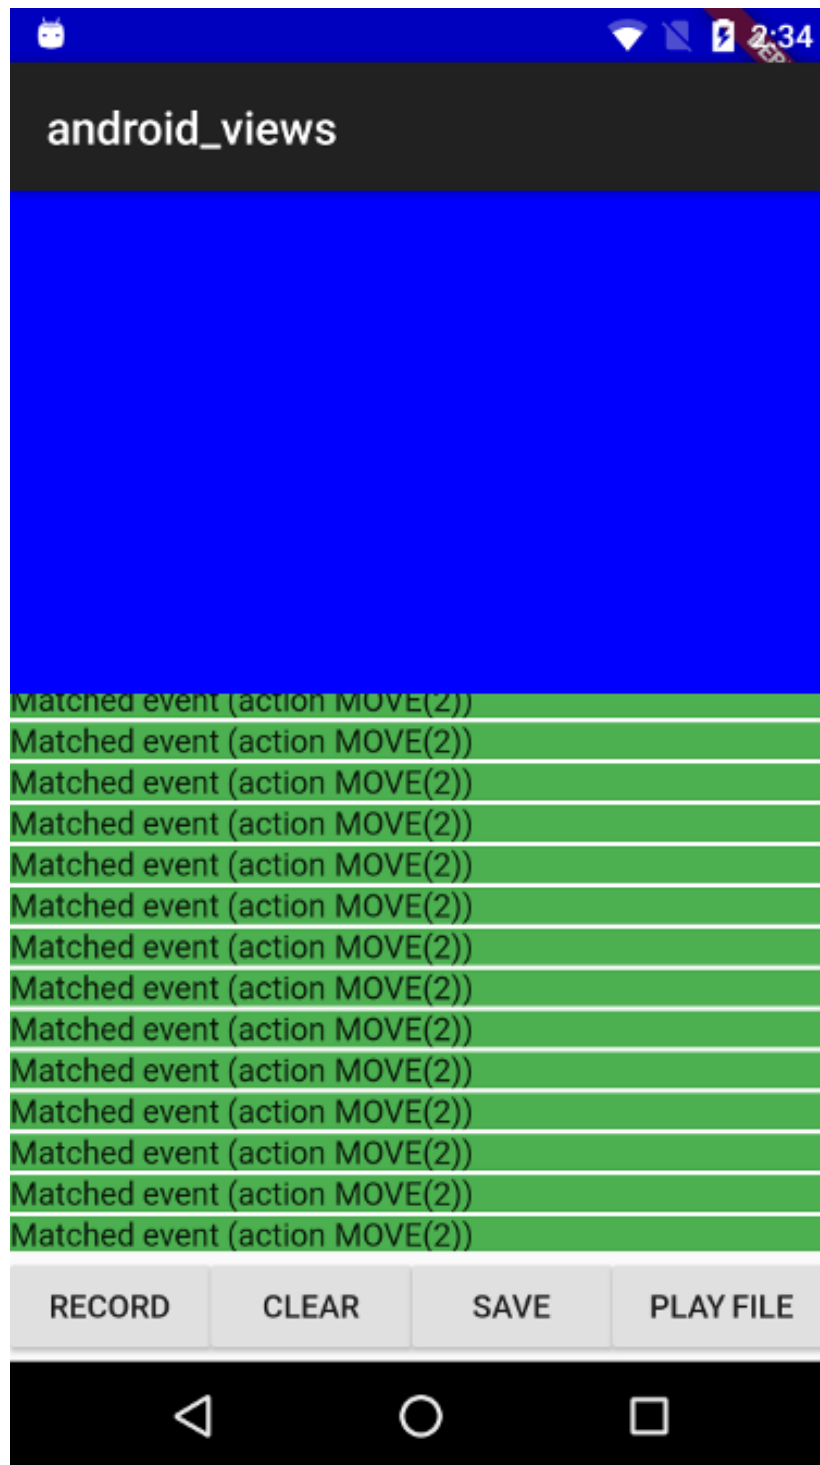 2:34
android_views
Matched event (action MOVE(2))
Matched event (action MOVE(2))
Matched event (action MOVE(2))
Matched event (action MOVE(2))
Matched event (action MOVE(2))
Matched event (action MOVE(2))
Matched event (action MOVE(2))
Matched event (action MOVE(2))
Matched event (action MOVE(2))
Matched event (action MOVE(2))
Matched event (action MOVE(2))
Matched event (action MOVE(2))
Matched event (action MOVE(2))
Matched event (action MOVE(2))
RECORD CLEAR SAVE PLAY FILE